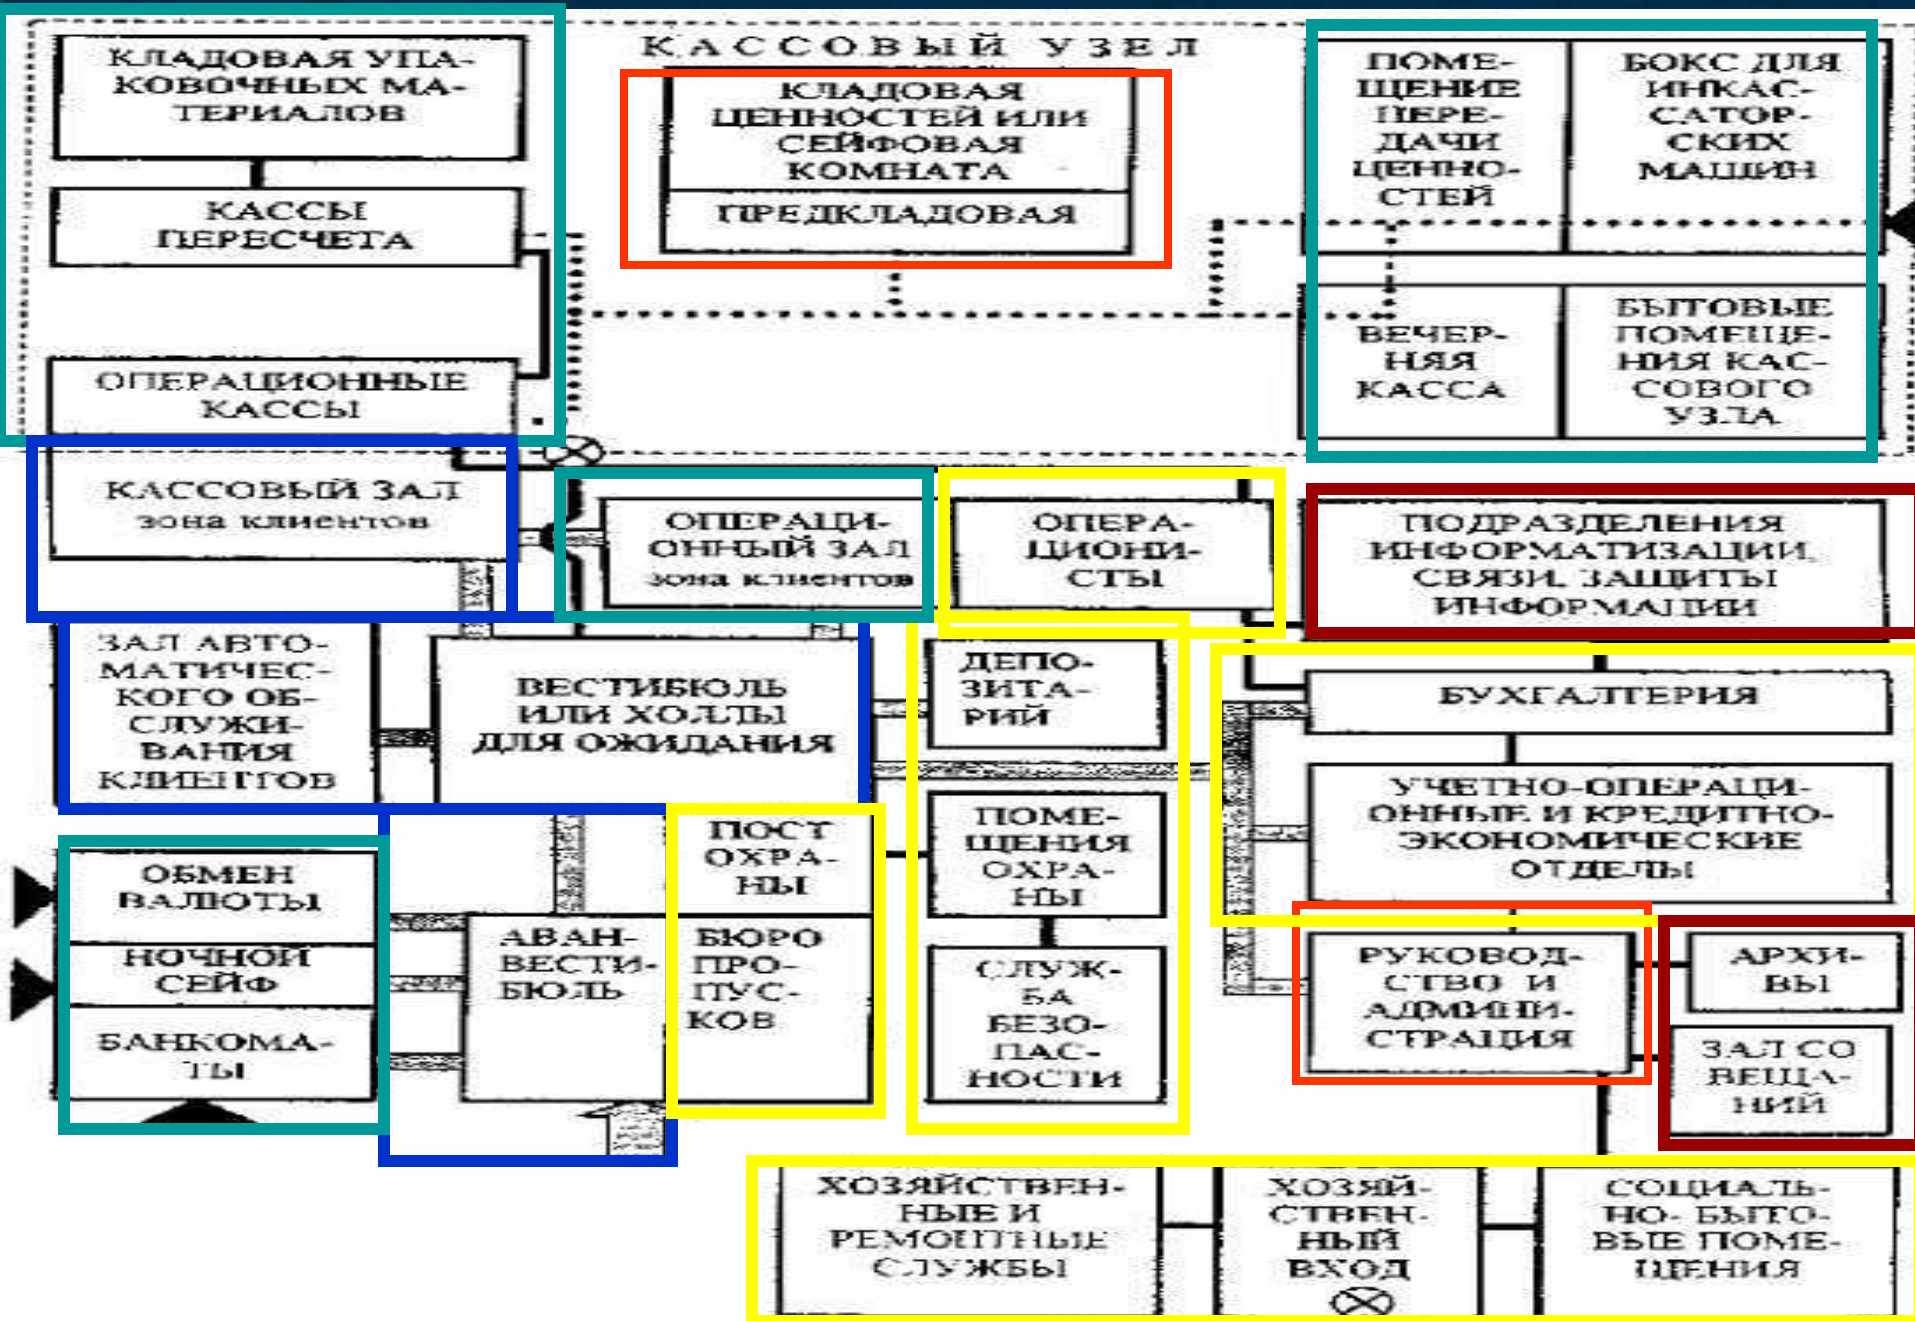 КАССОВЫЙ УЗЕЛ
КЛАДОВАЯ УПА-
КОВОЧНЫХ МА-
ТЕРИАЛОВ
КАССЫ
ПЕРЕСЧЕТА
ОПЕРАЦИОННЫЕ
КАССЫ
КЛАДОВАЯ
ЦЕННОСТЕЙ ИЛИ
СЕЙФОВАЯ
КОМНАТА
ПРЕДКЛАДОВАЯ
ПОМЕ-
ЩЕНИЕ
ПЕРЕ-
ДАЧИ
ЦЕННО-
СТЕЙ
БОКС ДЛЯ
ИНКАС-
САТОР-
СКИХ
МАШИН
ВЕЧЕР-
НЯЯ
КАССА
БЫТОВЫЕ
ПОМЕЩЕ-
НИЯ КАС-
СОВОГО
УЗЛА
КАССОВЫЙ ЗАЛ
зона клиентов
ОПЕРАЦИ-
ОННЫЙ ЗАЛ
зона клиентов
ОПЕРА-
ЦИОНИ-
СТЫ
ПОДРАЗДЕЛЕНИЯ
ИНФОРМАТИЗАЦИИ,
СВЯЗИ, ЗАЩИТЫ
ИНФОРМАЦИИ
ЗАЛ АВТО-
МАТИЧЕС-
КОГО ОБ-
СЛУЖИ-
ВАНИЯ
КЛИЕНТОВ
ВЕСТИБЮЛЬ
ИЛИ ХОЛЛЫ
ДЛЯ ОЖИДАНИЯ
ДЕПО-
ЗИТА-
РИЙ
БУХГАЛТЕРИЯ
УЧЕТНО-ОПЕРАЦИ-
ОННЫЕ И КРЕДИТНО-
ЭКОНОМИЧЕСКИЕ
ОТДЕЛЫ
ПОСТ
ОХРА-
НЫ
ПОМЕ-
ЩЕНИЯ
ОХРА-
НЫ
ОБМЕН
ВАЛЮТЫ
НОЧНОЙ
СЕЙФ
БАНКОМА-
ТЫ
АВАН-
ВЕСТИ-
БЮЛЬ
БЮРО
ПРО-
ПУС-
КОВ
СЛУЖ-
БА
БЕЗО-
ПАС-
НОСТИ
РУКОВОД-
СТВО И
АДМИНИ-
СТРАЦИЯ
АРХИ-
ВЫ
ЗАЛ СО
ВЕЩА-
НИЙ
ХОЗЯЙСТВЕН-
НЫЕ И
РЕМОНТНЫЕ
СЛУЖБЫ
ХОЗЯЙ-
СТВЕН-
НЫЙ
ВХОД
СОЦИАЛЬ-
НО- БЫТО-
ВЫЕ ПОМЕ-
ЩЕНИЯ